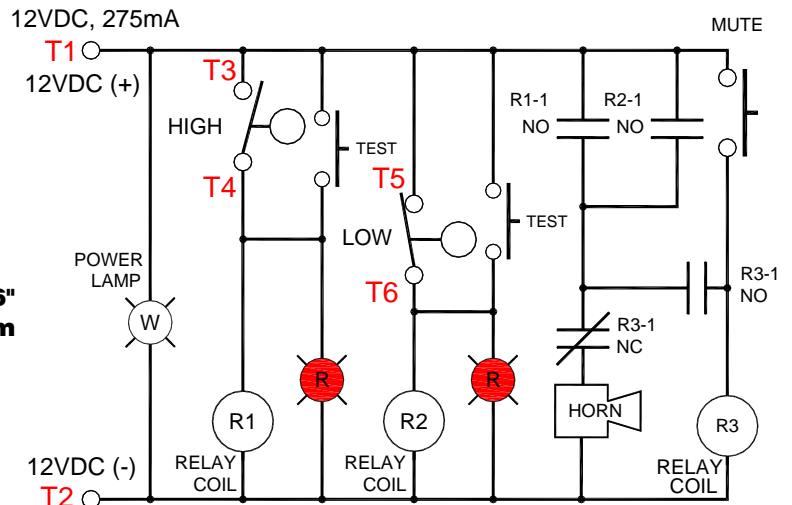 12VDC, 275mA
T1
12VDC (+)
MUTE
T3
HIGH
TEST
T4
R1-1
NO
R2-1
NO
T5
LOW
TEST
T6
POWER
LAMP
W
6"
m
R3-1
NO
R3-1
NC
R
R
R1
R2
HORN
R3
RELAY
COIL
RELAY
COIL
RELAY
COIL
12VDC (-)
T2